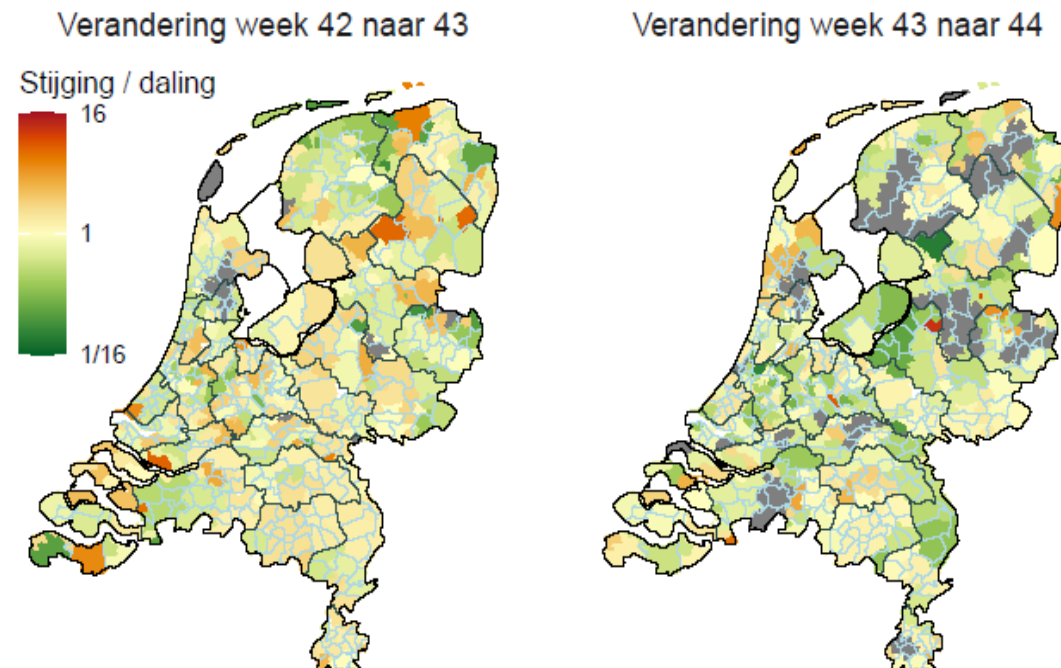 Verandering week 42 naar 43
Verandering week 43 naar 44
Stijging / daling
16
1
1/16